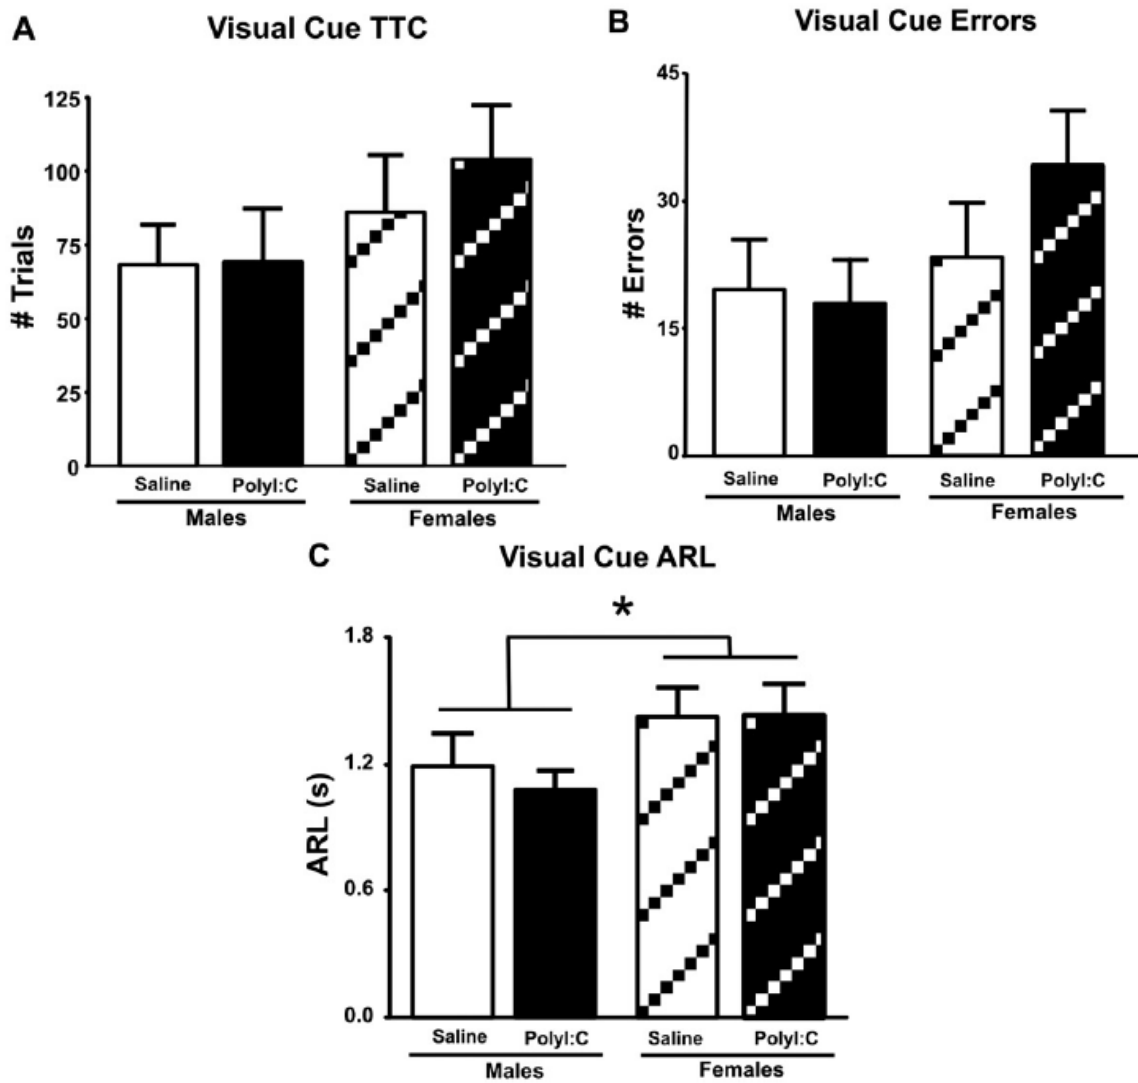 A
Visual Cue TTC
# Trials
125
100
75
50
25
0
Saline
PolyI:C
Saline
PolyI:C
Males
Females
B
Visual Cue Errors
# Errors
45
30
15
0
Saline
PolyI:C
Saline
PolyI:C
Males
Females
C
Visual Cue ARL
*
ARL (s)
1.8
1.2
0.6
0.0
Saline
PolyI:C
Saline
PolyI:C
Males
Females